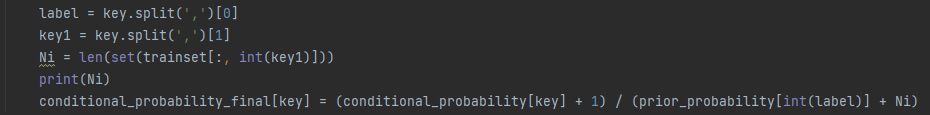 label = key.split(',')[0]
key1 = key.split(',')[1]
Ni = len(set(trainset[:, int(key1)]))
print(Ni)
conditional_probability_final[key] = (conditional_probability[key] + 1) / (prior_probability[int(label)] + Ni)